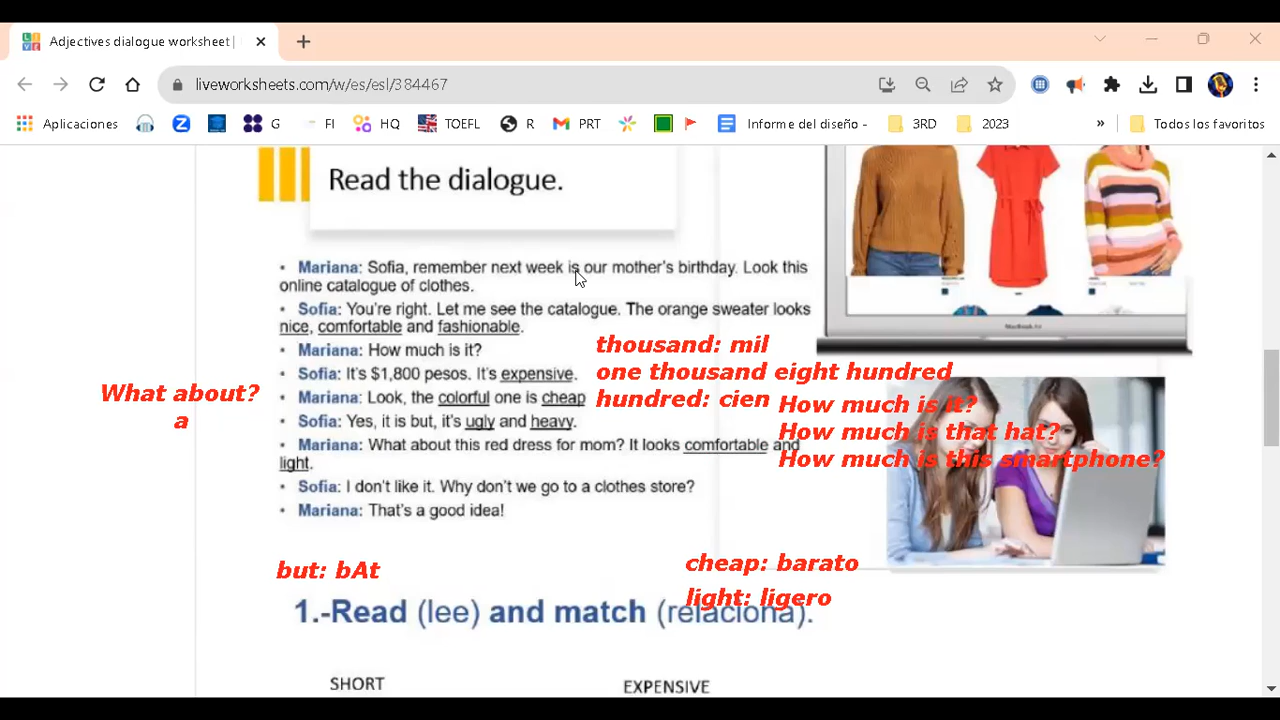 Adjectives dialogue worksheet |
liveworksheets.com/w/es/esl/384467
Aplicaciones G FI HQ TOEFL R PRT Informe del diseño - 3RD 2023 » Todos los favoritos
Read the dialogue.
• Mariana: Sofia, remember next week is our mother's birthday. Look this
online catalogue of clothes.
• Sofia: You're right. Let me see the catalogue. The orange sweater looks
nice, comfortable and fashionable.
• Mariana: How much is it?
• Sofia: It's $1,800 pesos. It's expensive.
• Mariana: Look, the colorful one is cheap
• Sofia: Yes, it is but, it's ugly and heavy.
• Mariana: What about this red dress for mom? It looks comfortable and
light.
• Sofia: I don't like it. Why don't we go to a clothes store?
• Mariana: That's a good idea!
thousand: mil
one thousand eight hundred
hundred: cien
How much is it?
How much is that hat?
How much is this smartphone?
What about?
a
MacBook Air
but: bAt
cheap: barato
light: ligero
1.-Read (lee) and match (relaciona).
SHORT
EXPENSIVE